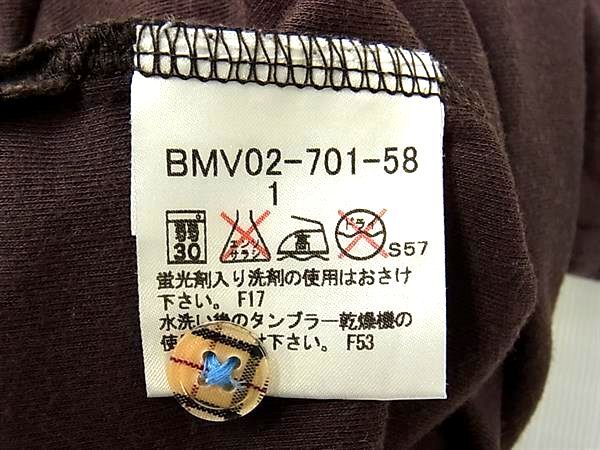 BMV02-701-58
1
弱 30 エンソサラシ 高 ドライ S57
蛍光剤入り洗剤の使用はおさけ
下さい。 F17
水洗い後のタンブラー乾燥機の
使 け下さい。 F53